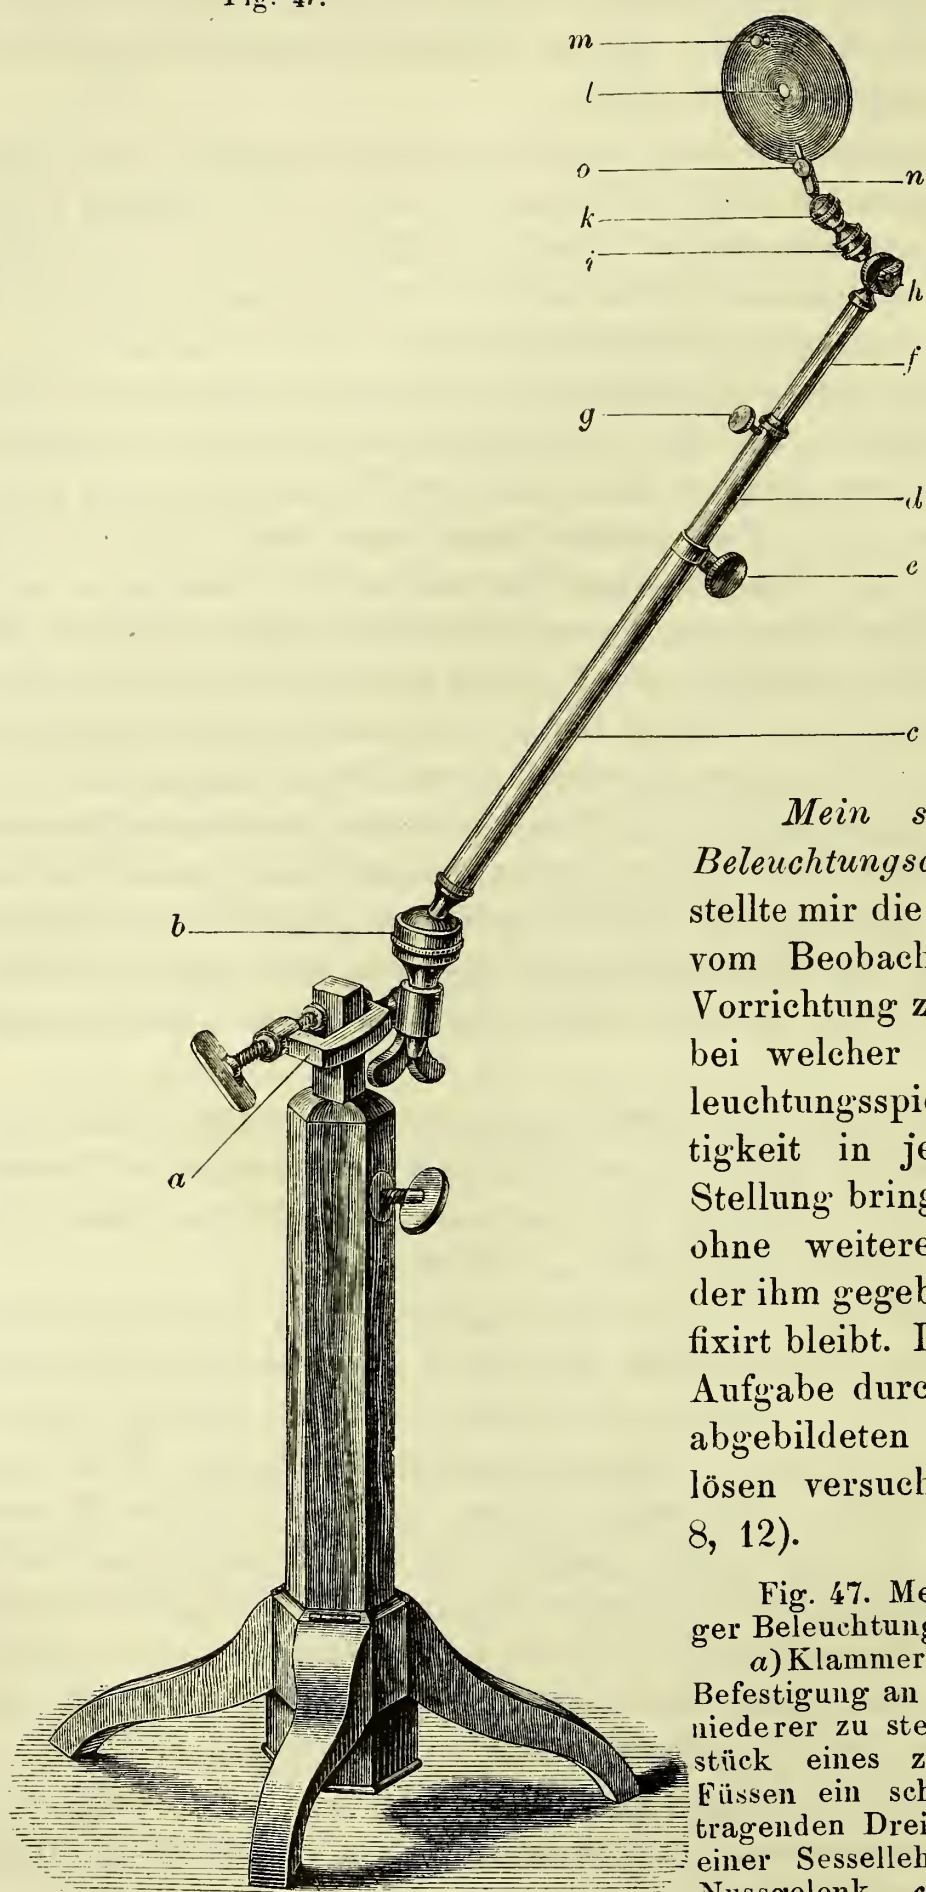 Fig. 47.
m
l
o
n
k
i
h
f
g
d
e
c
Mein s
Beleuchtungsa
stellte mir die
vom Beobach
Vorrichtung z
bei welcher
leuchtungsspie
tigkeit in je
Stellung bring
ohne weitere
der ihm gegeb
fixirt bleibt. I
Aufgabe durc
abgebildeten
lösen versuch
8, 12).
b
a
Fig. 47. Me
ger Beleuchtung
a) Klammer
Befestigung an
niederer zu ste
stück eines z
Füssen ein sch
tragenden Drei
einer Sesselleh
Nussgelenk. c